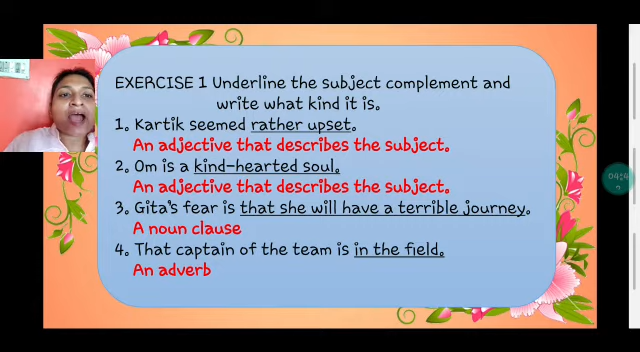 EXERCISE 1 Underline the subject complement and
write what kind it is.
1. Kartik seemed rather upset.
An adjective that describes the subject.
2. Om is a kind-hearted soul.
An adjective that describes the subject.
3. Gita's fear is that she will have a terrible journey.
A noun clause
4. That captain of the team is in the field.
An adverb